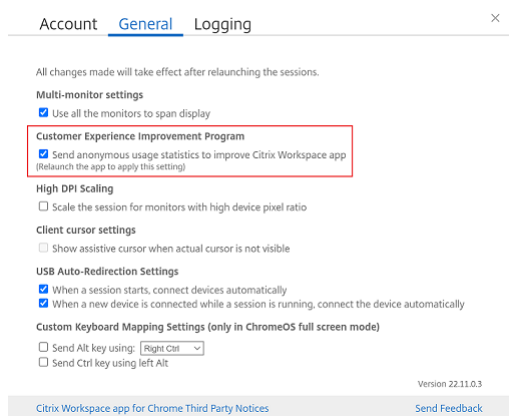 Account General Logging
All changes made will take effect after relaunching the sessions.
Multi-monitor settings
Use all the monitors to span display
Customer Experience Improvement Program
Send anonymous usage statistics to improve Citrix Workspace app
(Relaunch the app to apply this setting)
High DPI Scaling
Scale the session for monitors with high device pixel ratio
Client cursor settings
Show assistive cursor when actual cursor is not visible
USB Auto-Redirection Settings
When a session starts, connect devices automatically
When a new device is connected while a session is running, connect the device automatically
Custom Keyboard Mapping Settings (only in ChromeOS full screen mode)
Send Alt key using: Right Ctrl
Send Ctrl key using left Alt
Version 22.11.0.3
Citrix Workspace app for Chrome Third Party Notices Send Feedback